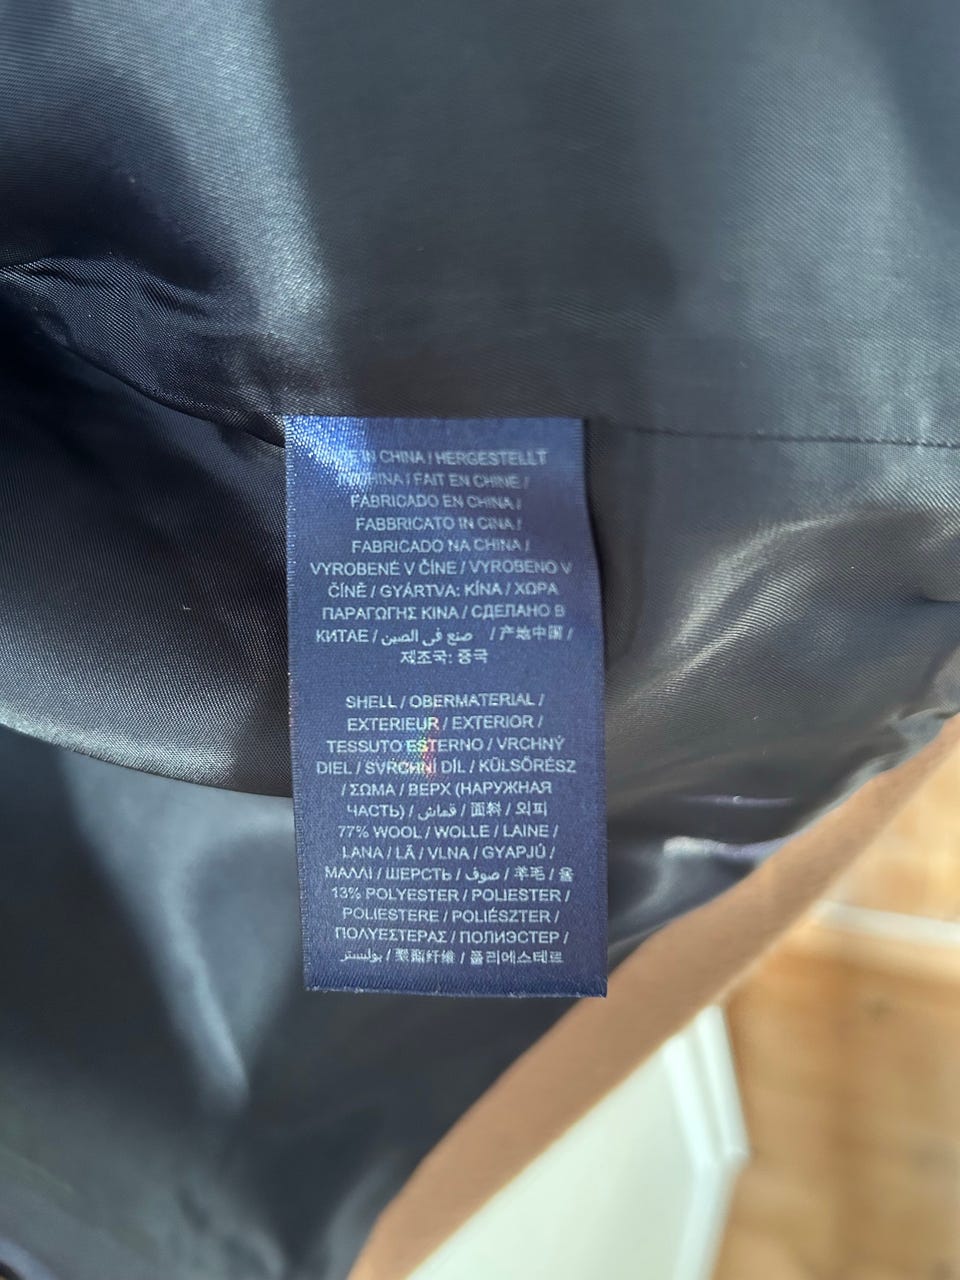 IN CHINA / HERGESTELLT
CHINA / FAIT EN CHINE /
FABRICADO EN CHINA /
FABBRICATO IN CINA /
FABRICADO NA CHINA /
VYROBENÉ V ČÍNE / VYROBENO V
ČÍNĚ / GYÁRTVA: KÍNA / ΧΩΡΑ
ΠΑΡΑΓΩΓΗΣ ΚΙΝΑ / СДЕЛАНО В
КИТАЕ / صنع في الصين / 产地中国 /
제조국: 중국
SHELL / OBERMATERIAL /
EXTERIEUR / EXTERIOR /
TESSUTO ESTERNO / VRCHNÝ
DIEL / SVRCHNÍ DÍL / KÜLSŐRÉSZ
/ ΣΩΜΑ / ВЕРХ (НАРУЖНАЯ
ЧАСТЬ) / قماش / 面料 / 외피
77% WOOL / WOLLE / LAINE /
LANA / LÃ / VLNA / GYAPJÚ /
ΜΑΛΛΙ / ШЕРСТЬ / صوف / 羊毛 / 울
13% POLYESTER / POLIESTER /
POLIESTERE / POLIÉSZTER /
ΠΟΛΥΕΣΤΕΡΑΣ / ПОЛИЭСТЕР /
بوليستر / 聚酯纤维 / 폴리에스테르